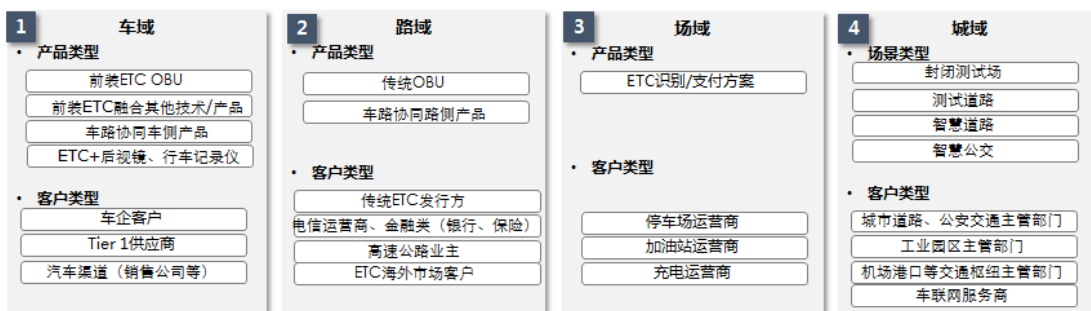 1 车域
• 产品类型
前装ETC OBU
前装ETC融合其他技术/产品
车路协同车侧产品
ETC+后视镜、行车记录仪
• 客户类型
车企客户
Tier 1供应商
汽车渠道（销售公司等）
2 路域
• 产品类型
传统OBU
车路协同路侧产品
• 客户类型
传统ETC发行方
电信运营商、金融类（银行、保险）
高速公路业主
ETC海外市场客户
3 场域
• 产品类型
ETC识别/支付方案
• 客户类型
停车场运营商
加油站运营商
充电运营商
4 城域
• 场景类型
封闭测试场
测试道路
智慧道路
智慧公交
• 客户类型
城市道路、公安交通主管部门
工业园区主管部门
机场港口等交通枢纽主管部门
车联网服务商